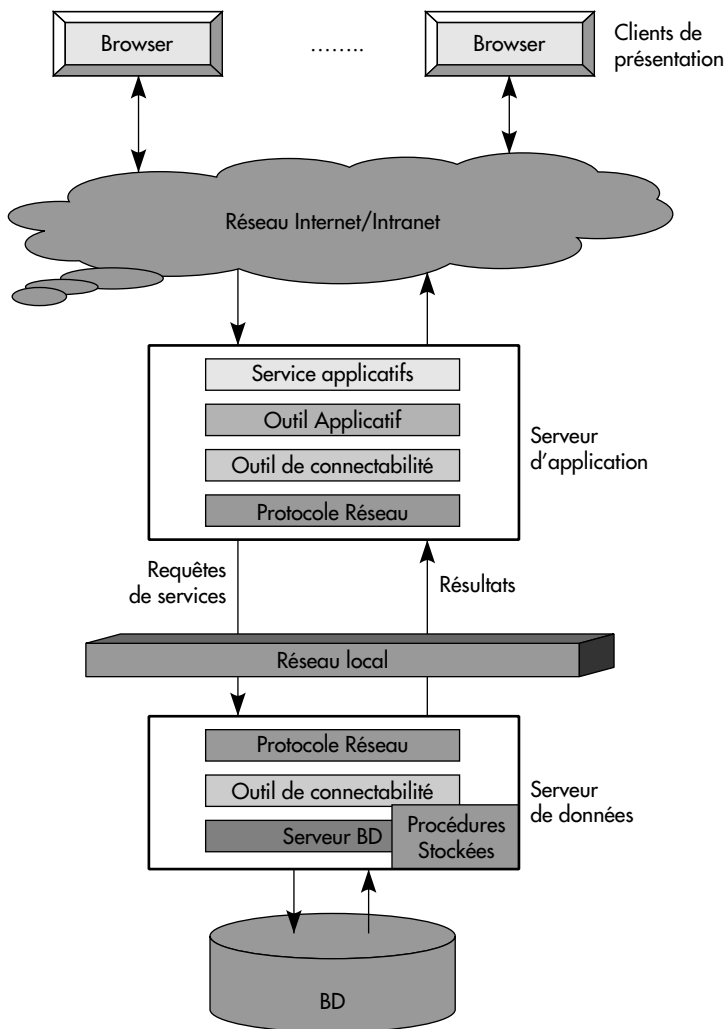 Browser
........
Browser
Clients de
présentation
Réseau Internet/Intranet
Service applicatifs
Outil Applicatif
Outil de connectabilité
Protocole Réseau
Serveur
d'application
Requêtes
de services
Résultats
Réseau local
Protocole Réseau
Outil de connectabilité
Serveur BD
Procédures
Stockées
Serveur
de données
BD